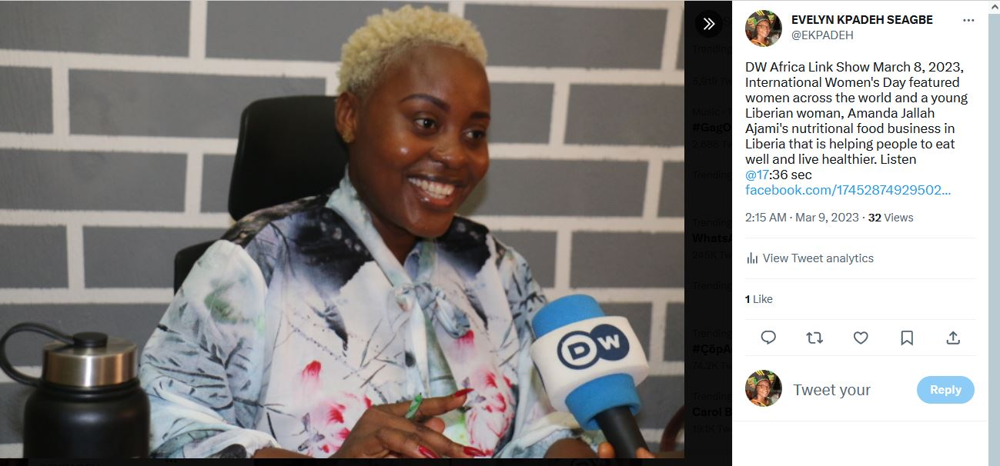 DW
EVELYN KPADEH SEAGBE
@EKPADEH
DW Africa Link Show March 8, 2023,
International Women's Day featured
women across the world and a young
Liberian woman, Amanda Jallah
Ajami's nutritional food business in
Liberia that is helping people to eat
well and live healthier. Listen
@17:36 sec
facebook.com/17452874929502...
2:15 AM · Mar 9, 2023 · 32 Views
View Tweet analytics
1 Like
Tweet your
Reply
Trending
5,919 Tw
Music · T
#GagO
2,888 Tw
Trending
Trending
WhatsA
245K Tw
Trending
Trending
#ÇöpA
74.2K Tw
Trending
Carol B
19.1K Tw